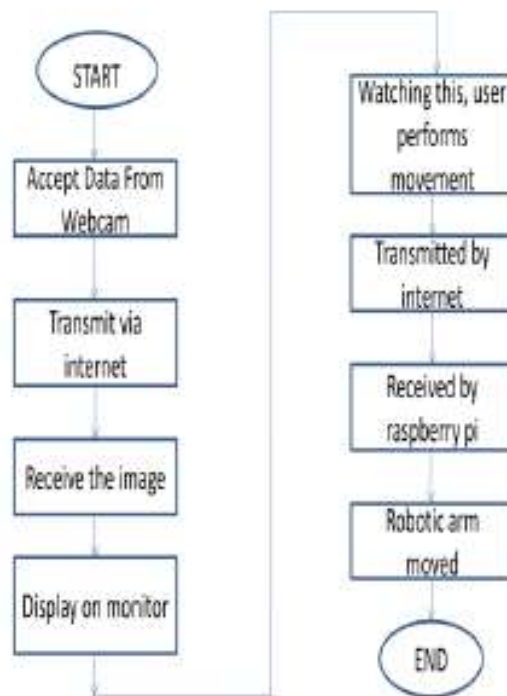 START
Accept Data From
Webcam
Transmit via
internet
Receive the image
Display on monitor
Watching this, user
performs
movement
Transmitted by
internet
Received by
raspberry pi
Robotic arm
moved
END